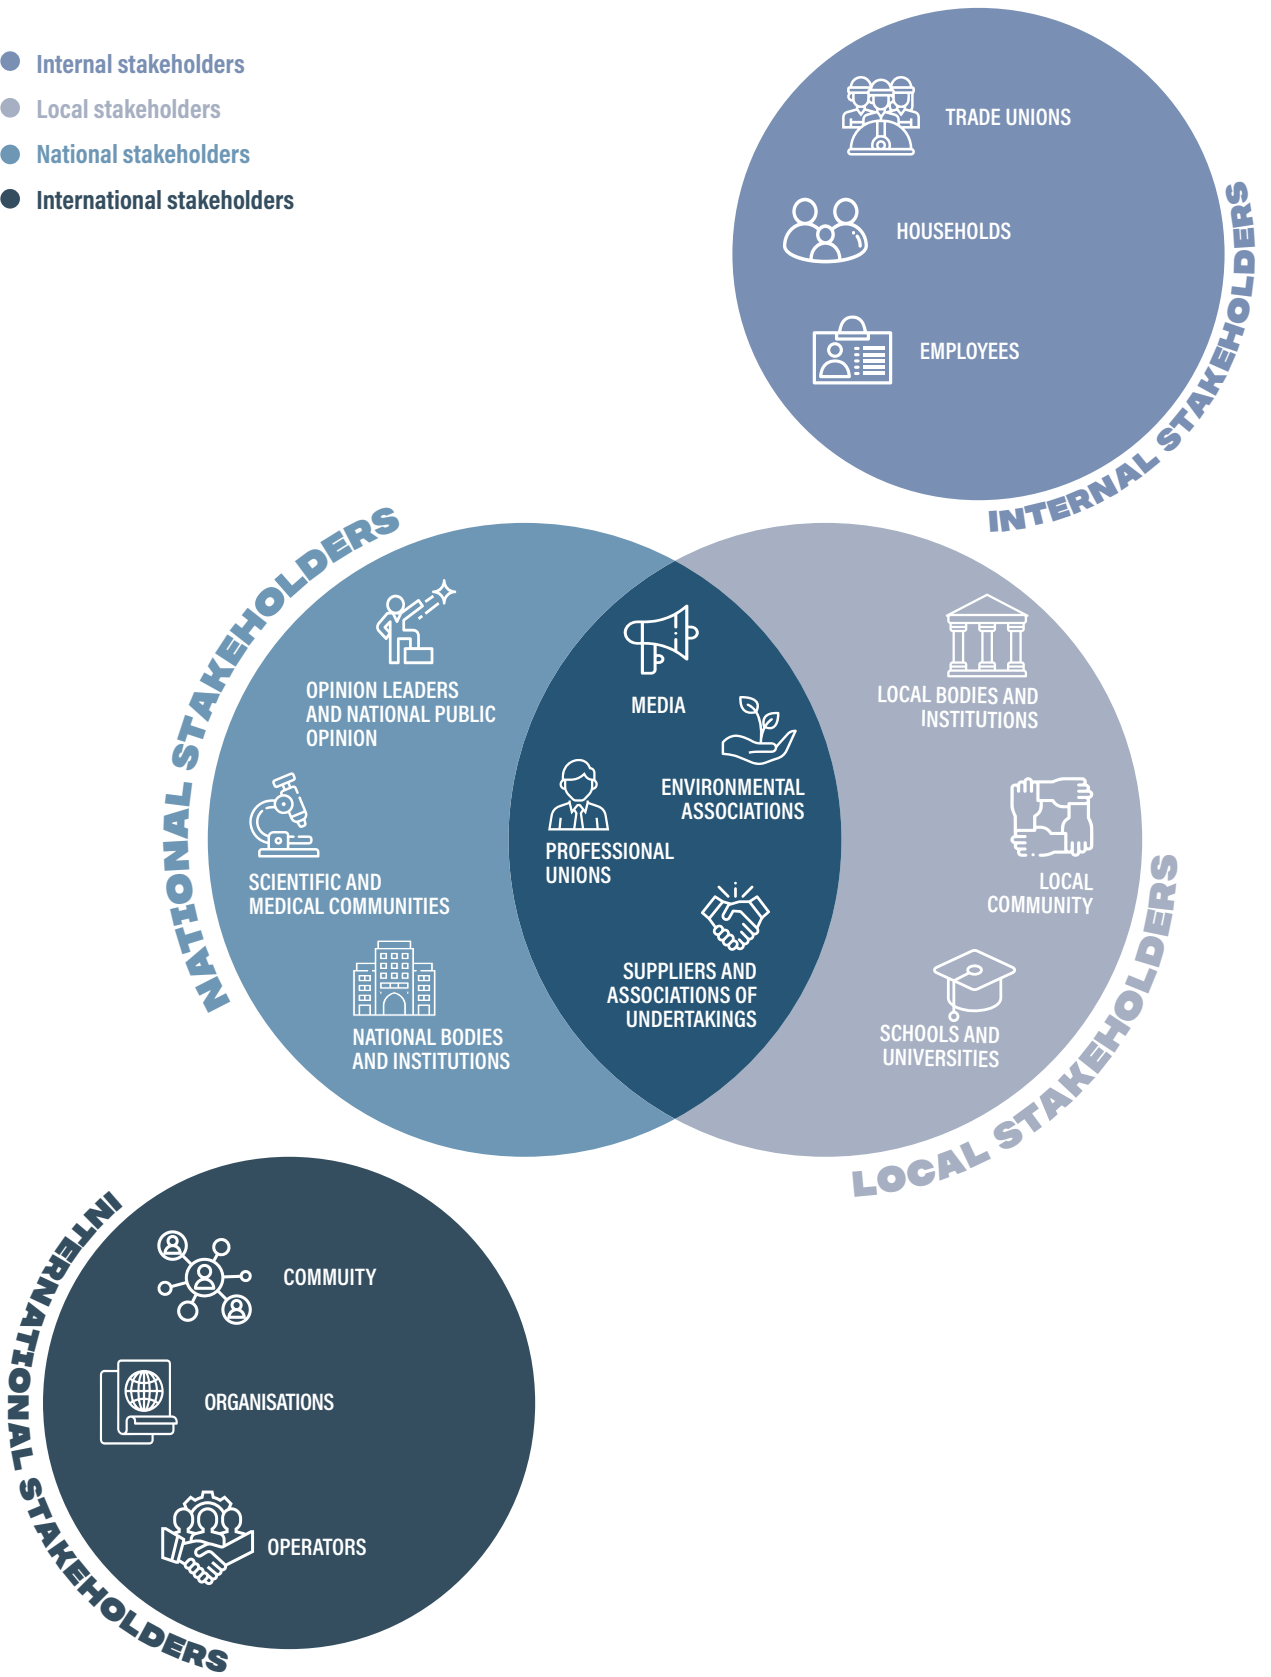 Internal stakeholders
Local stakeholders
National stakeholders
International stakeholders
TRADE UNIONS
HOUSEHOLDS
EMPLOYEES
INTERNAL STAKEHOLDERS
NATIONAL STAKEHOLDERS
OPINION LEADERS
AND NATIONAL PUBLIC
OPINION
SCIENTIFIC AND
MEDICAL COMMUNITIES
NATIONAL BODIES
AND INSTITUTIONS
MEDIA
ENVIRONMENTAL
ASSOCIATIONS
PROFESSIONAL
UNIONS
SUPPLIERS AND
ASSOCIATIONS OF
UNDERTAKINGS
LOCAL BODIES AND
INSTITUTIONS
LOCAL
COMMUNITY
SCHOOLS AND
UNIVERSITIES
LOCAL STAKEHOLDERS
COMMUITY
ORGANISATIONS
OPERATORS
INTERNATIONAL STAKEHOLDERS